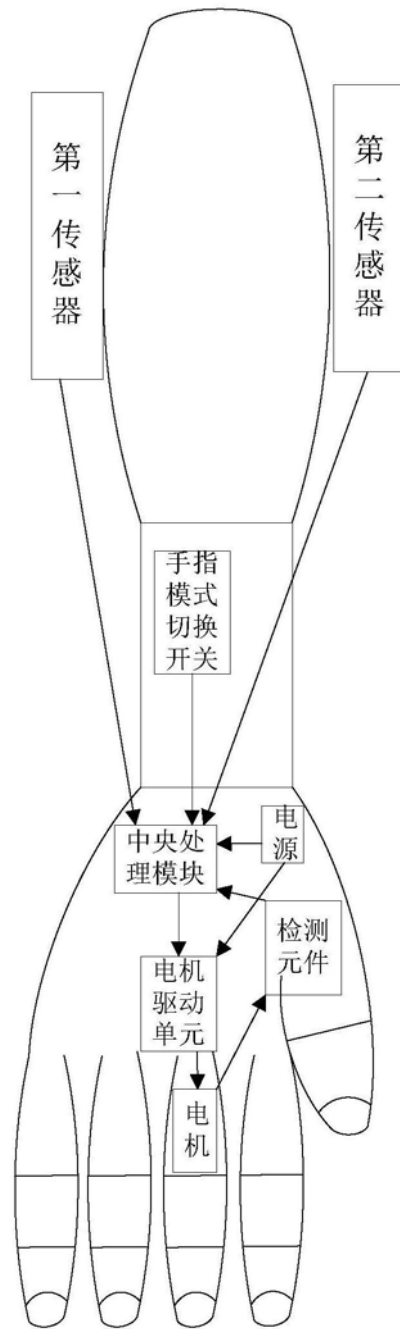 第一传感器
第二传感器
手指
模式
切换
开关
电
源
中央处
理模块
检测
元件
电机
驱动
单元
电
机